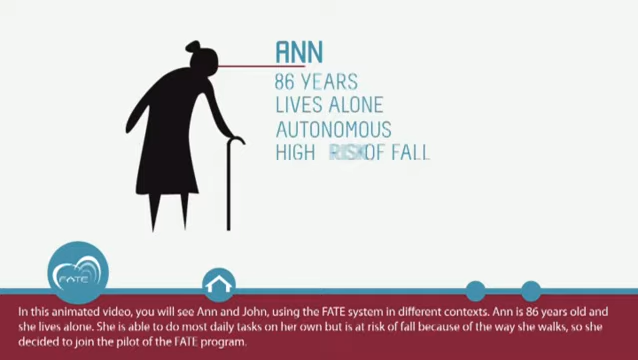 ANN
86 YEARS
LIVES ALONE
AUTONOMOUS
HIGH RISK OF FALL
FATE
In this animated video, you will see Ann and John, using the FATE system in different contexts. Ann is 86 years old and
she lives alone. She is able to do most daily tasks on her own but is at risk of fall because of the way she walks, so she
decided to join the pilot of the FATE program.